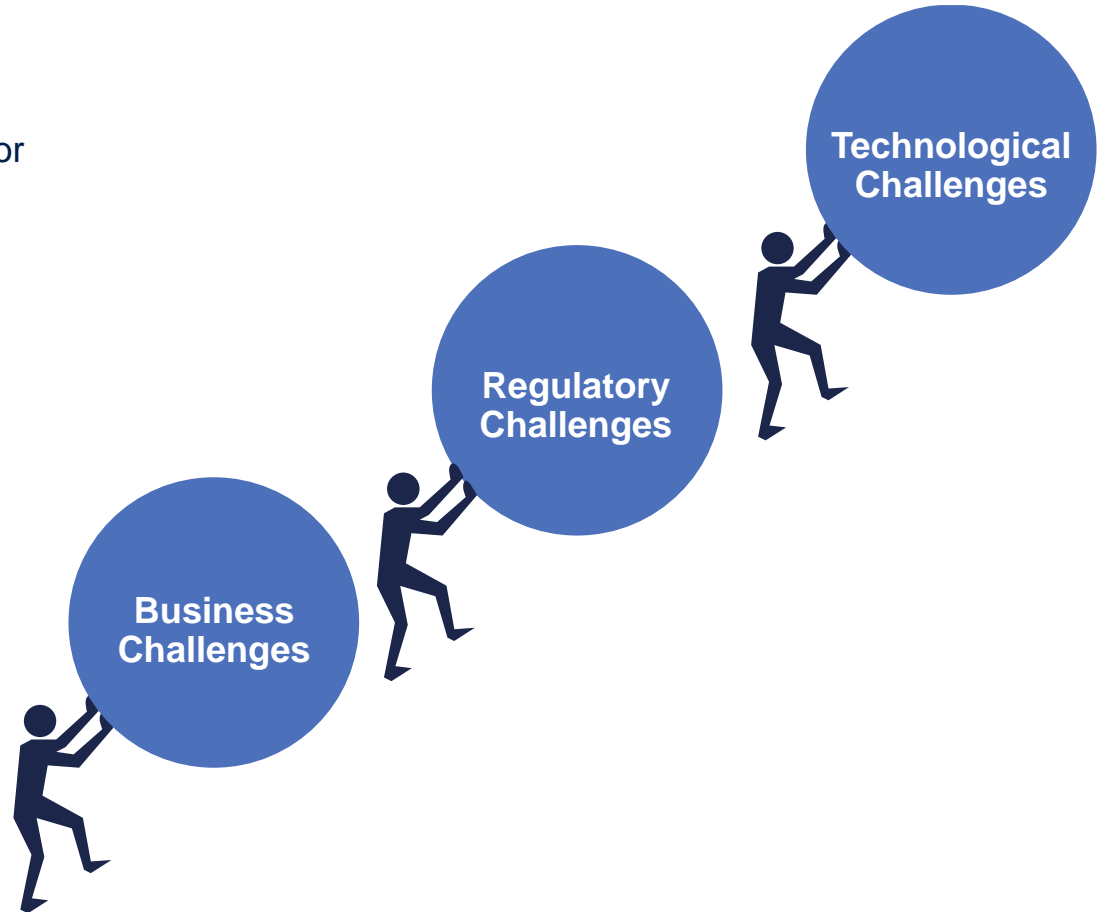 or
Technological
Challenges
Regulatory
Challenges
Business
Challenges